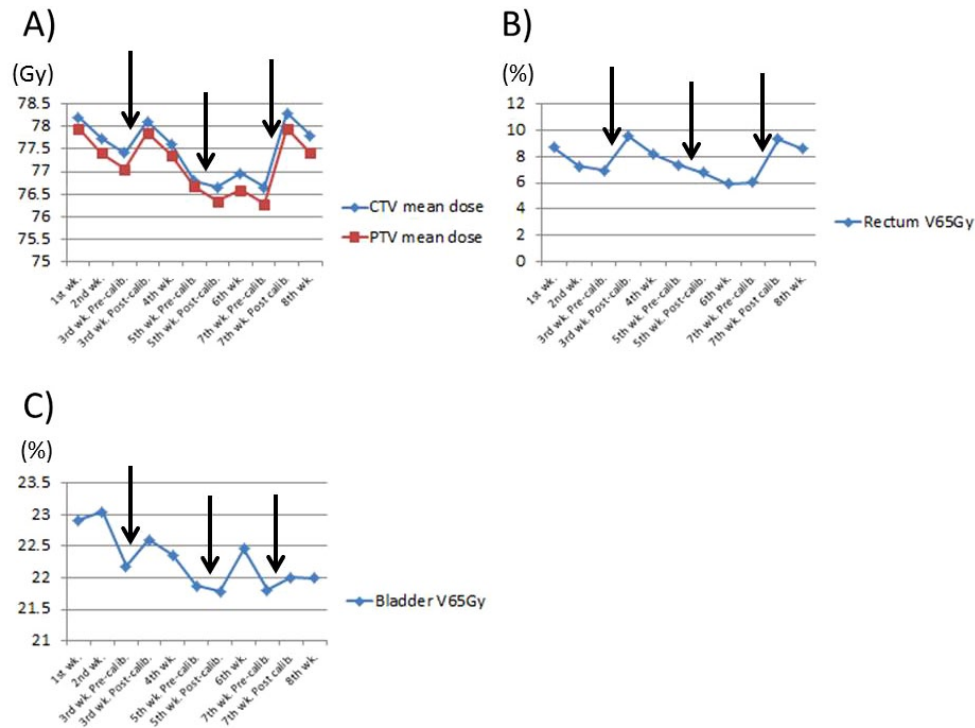 A)
(Gy)
78.5
78
77.5
77
76.5
76
75.5
75
1st wk.
2nd wk.
3rd wk. Pre-calib.
3rd wk. Post-calib.
4th wk.
5th wk. Pre-calib.
5th wk. Post-calib.
6th wk.
7th wk. Pre-calib.
7th wk. Post calib.
8th wk.
CTV mean dose
PTV mean dose
B)
(%)
12
10
8
6
4
2
0
1st wk.
2nd wk.
3rd wk. Pre-calib.
3rd wk. Post-calib.
4th wk.
5th wk. Pre-calib.
5th wk. Post-calib.
6th wk.
7th wk. Pre-calib.
7th wk. Post calib.
8th wk.
Rectum V65Gy
C)
(%)
23.5
23
22.5
22
21.5
21
1st wk.
2nd wk.
3rd wk. Pre-calib.
3rd wk. Post-calib.
4th wk.
5th wk. Pre-calib.
5th wk. Post-calib.
6th wk.
7th wk. Pre-calib.
7th wk. Post calib.
8th wk.
Bladder V65Gy